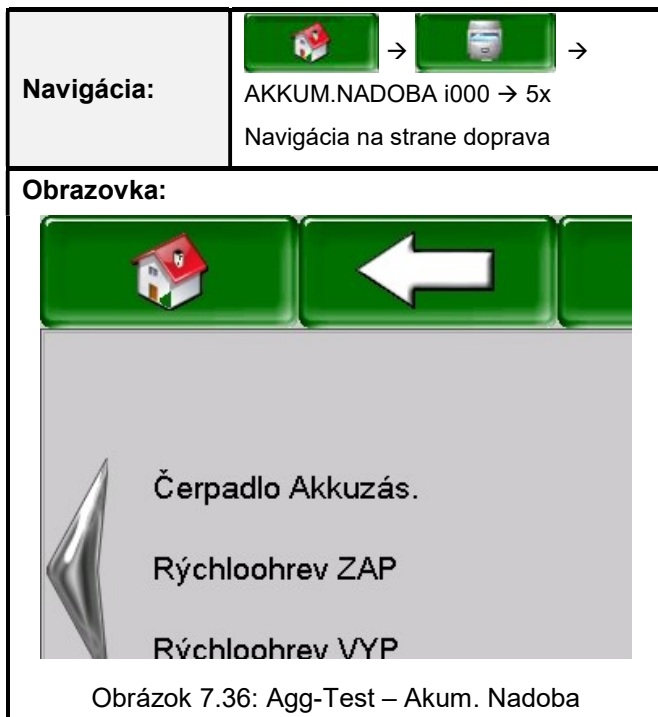 Navigácia:
→ →
AKKUM.NADOBA i000 → 5x
Navigácia na strane doprava
Obrazovka:
Čerpadlo Akkuzás.
Rýchloohrev ZAP
Rýchloohrev VYP
Obrázok 7.36: Agg-Test – Akum. Nadoba